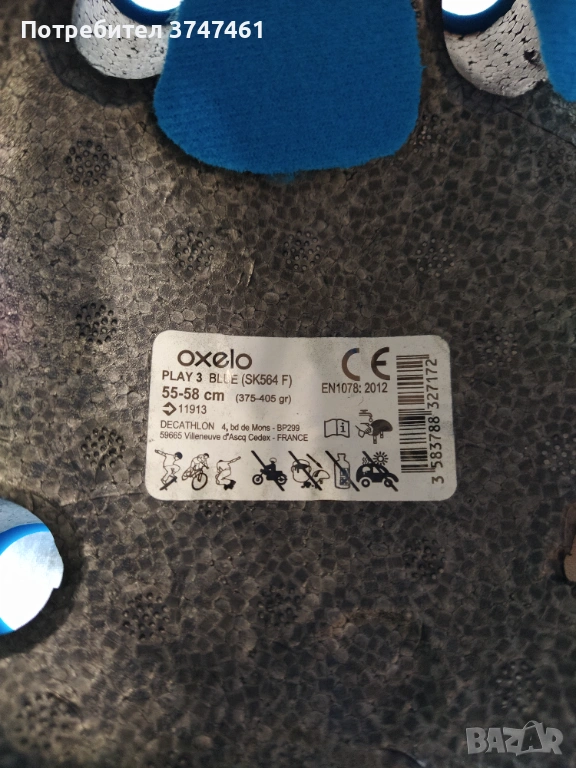 Потребител 3747461
oxelo
PLAY 3 BLUE (SK564 F)
55-58 cm (375-405 gr)
11913
DECATHLON 4, bd de Mons - BP299
59665 Villeneuve d'Ascq Cedex - FRANCE
CE
EN1078: 2012
i
3 583788 327172
BAZAR